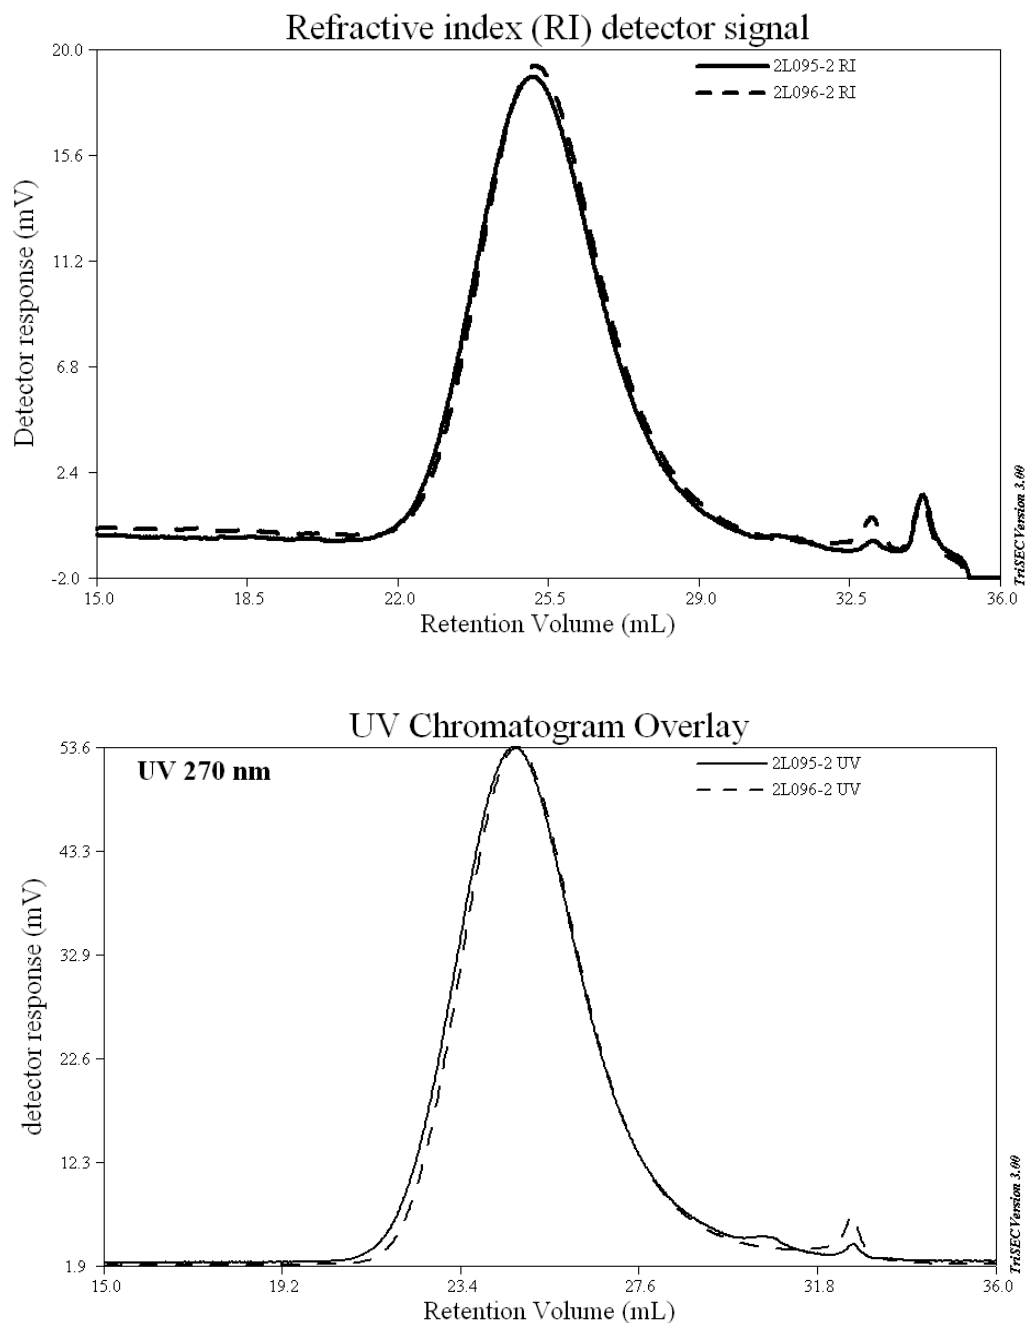 Refractive index (RI) detector signal
20.0
2L095-2 RI
2L096-2 RI
15.6
11.2
6.8
2.4
-2.0
Detector response (mV)
15.0 18.5 22.0 25.5 29.0 32.5 36.0
Retention Volume (mL)
TriSEC Version 3.00
UV Chromatogram Overlay
53.6
UV 270 nm
2L095-2 UV
2L096-2 UV
43.3
32.9
22.6
12.3
1.9
detector response (mV)
15.0 19.2 23.4 27.6 31.8 36.0
Retention Volume (mL)
TriSEC Version 3.00